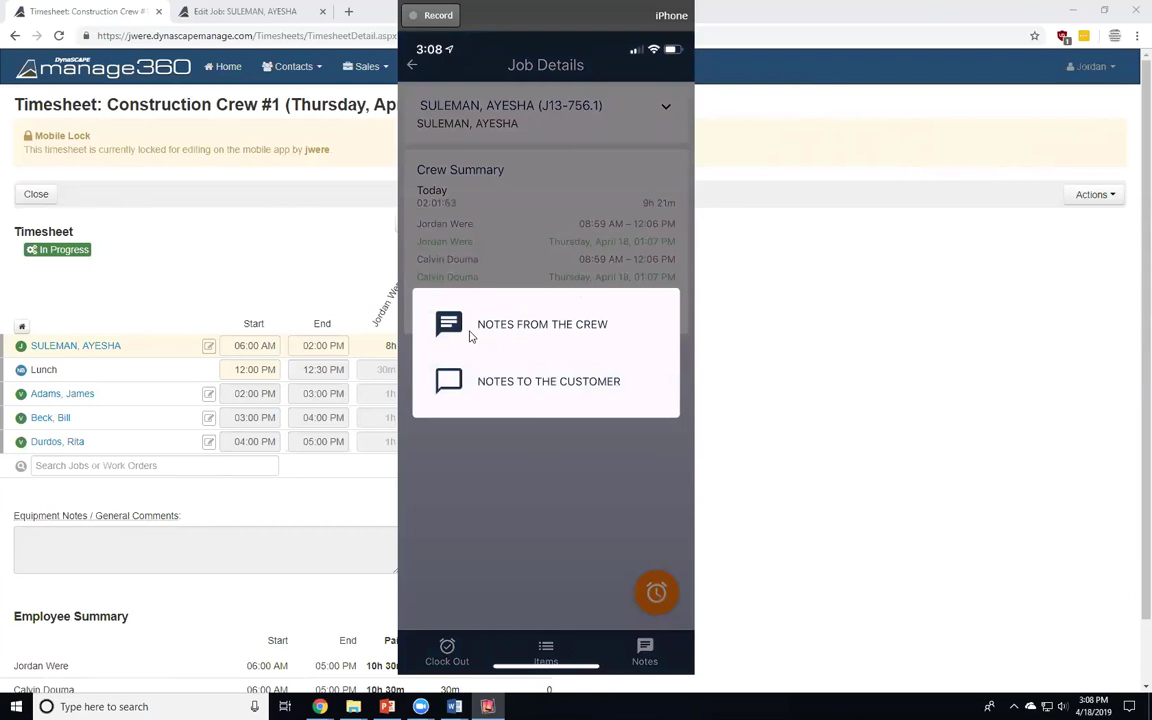 Timesheet: Construction Crew #
Edit Job: SULEMAN, AYESHA
https://jwere.dynascapemanage.com/Timesheets/TimesheetDetail.aspx
DynaSCAPE
manage360
Home
Contacts
Sales
Jordan
Timesheet: Construction Crew #1 (Thursday, Ap
Mobile Lock
This timesheet is currently locked for editing on the mobile app by jwere.
Close
Actions
Timesheet
In Progress
Jordan Were
Start End
SULEMAN, AYESHA 06:00 AM 02:00 PM 8h
Lunch 12:00 PM 12:30 PM 30m
Adams, James 02:00 PM 03:00 PM 1h
Beck, Bill 03:00 PM 04:00 PM 1h
Durdos, Rita 04:00 PM 05:00 PM 1h
Search Jobs or Work Orders
Equipment Notes / General Comments:
Employee Summary
Start End Pai
Jordan Were 06:00 AM 05:00 PM 10h 30m
Calvin Douma 06:00 AM 05:00 PM 10h 30m 30m 0
Record
iPhone
3:08
Job Details
SULEMAN, AYESHA (J13-756.1)
SULEMAN, AYESHA
Crew Summary
Today
02:01:53 9h 21m
Jordan Were 08:59 AM – 12:06 PM
Jordan Were Thursday, April 18, 01:07 PM
Calvin Douma 08:59 AM – 12:06 PM
Calvin Douma Thursday, April 18, 01:07 PM
NOTES FROM THE CREW
NOTES TO THE CUSTOMER
Clock Out
Items
Notes
Type here to search
3:08 PM
4/18/2019